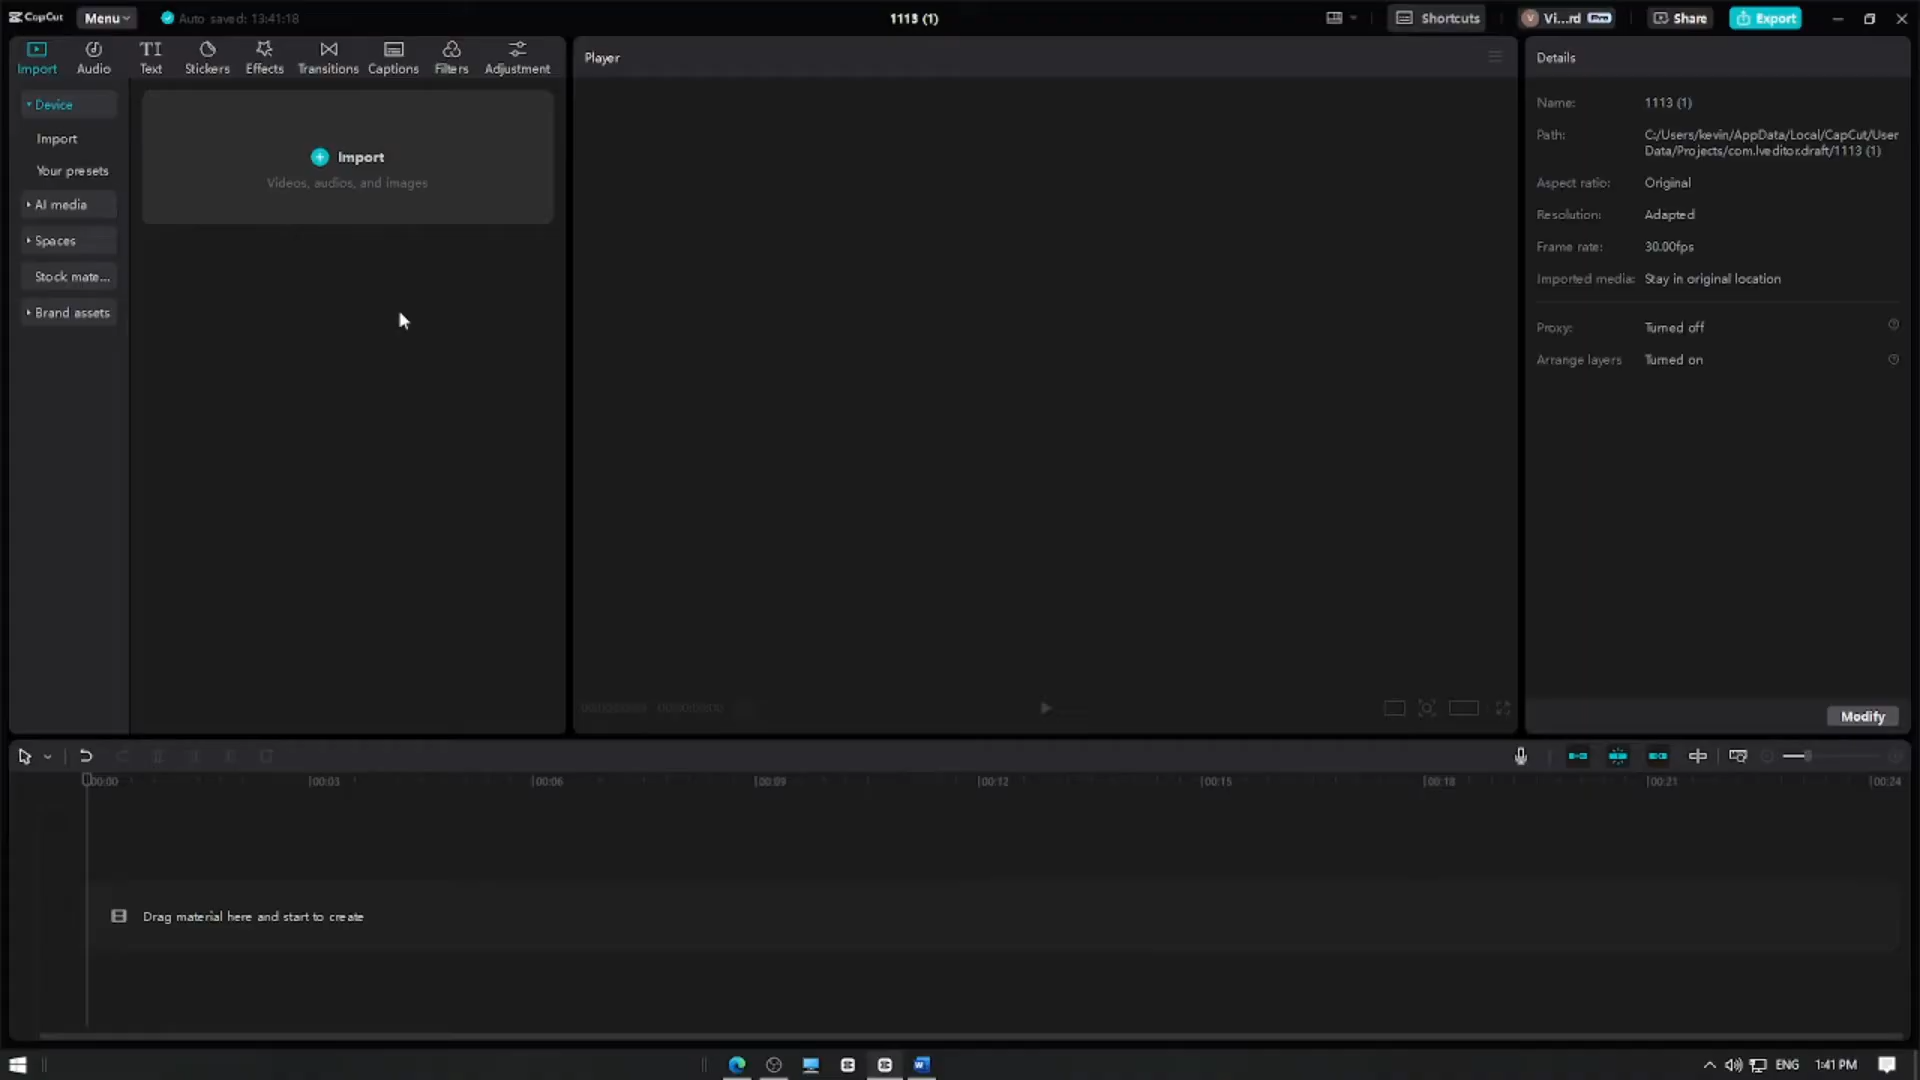 CapCut
Menu
Auto saved: 13:41:18
1113 (1)
Shortcuts
Vi...rd
Pro
Share
Export
Import
Audio
Text
Stickers
Effects
Transitions
Captions
Filters
Adjustment
Player
Details
Device
Import
Your presets
AI media
Spaces
Stock mate...
Brand assets
Import
Videos, audios, and images
Name: 1113 (1)
Path: C:/Users/kevin/AppData/Local/CapCut/User
Data/Projects/com.lveditor.draft/1113 (1)
Aspect ratio: Original
Resolution: Adapted
Frame rate: 30.00fps
Imported media: Stay in original location
Proxy: Turned off
Arrange layers Turned on
Modify
00:00 00:03 00:06 00:09 00:12 00:15 00:18 00:21 00:24
Drag material here and start to create
ENG
1:41 PM